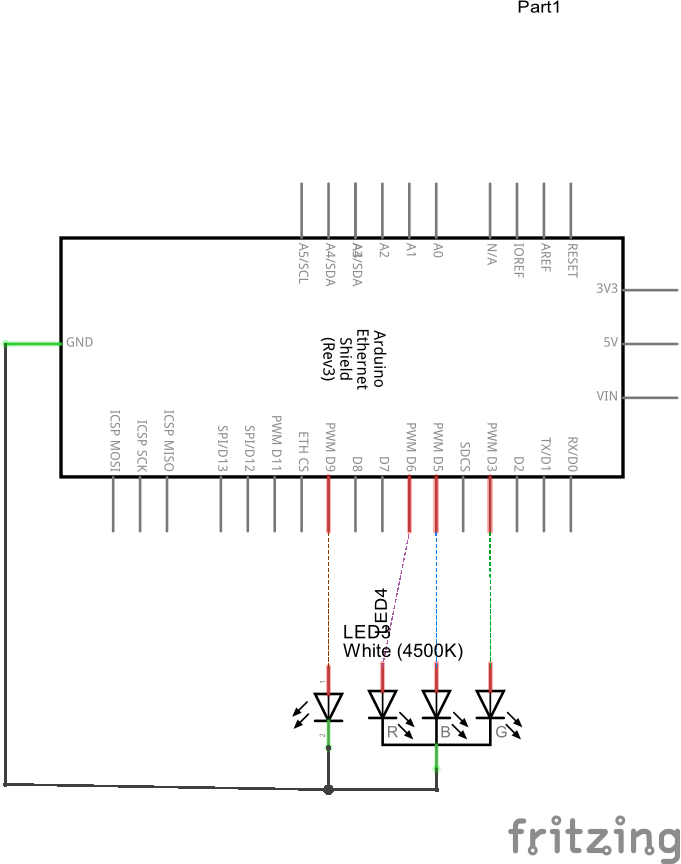 Part1
A5/SCL
A4/SDA
A4/SDA
A2
A1
A0
N/A
IOREF
AREF
RESET
3V3
5V
VIN
GND
Arduino
Ethernet
Shield
(Rev3)
ICSP MOSI
ICSP SCK
ICSP MISO
SPI/D13
SPI/D12
PWM D11
ETH CS
PWM D9
D8
D7
PWM D6
PWM D5
SDCS
PWM D3
D2
TX/D1
RX/D0
LED4
LED3
White (4500K)
1
2
R
B
G
fritzing